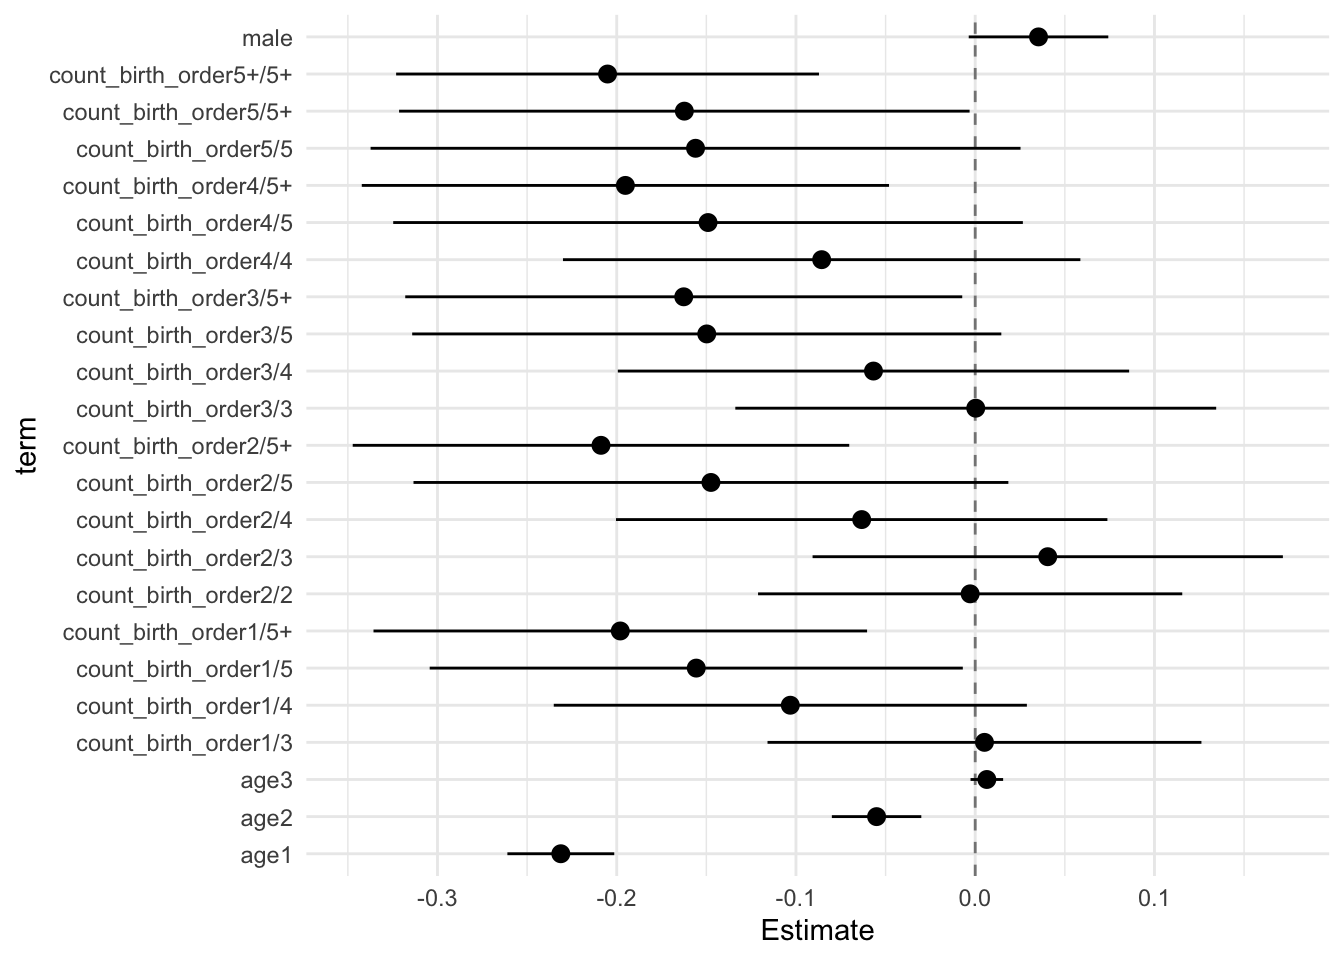 male
count_birth_order5+/5+
count_birth_order5/5+
count_birth_order5/5
count_birth_order4/5+
count_birth_order4/5
count_birth_order4/4
count_birth_order3/5+
count_birth_order3/5
count_birth_order3/4
count_birth_order3/3
count_birth_order2/5+
count_birth_order2/5
count_birth_order2/4
count_birth_order2/3
count_birth_order2/2
count_birth_order1/5+
count_birth_order1/5
count_birth_order1/4
count_birth_order1/3
age3
age2
age1
term
-0.3 -0.2 -0.1 0.0 0.1
Estimate